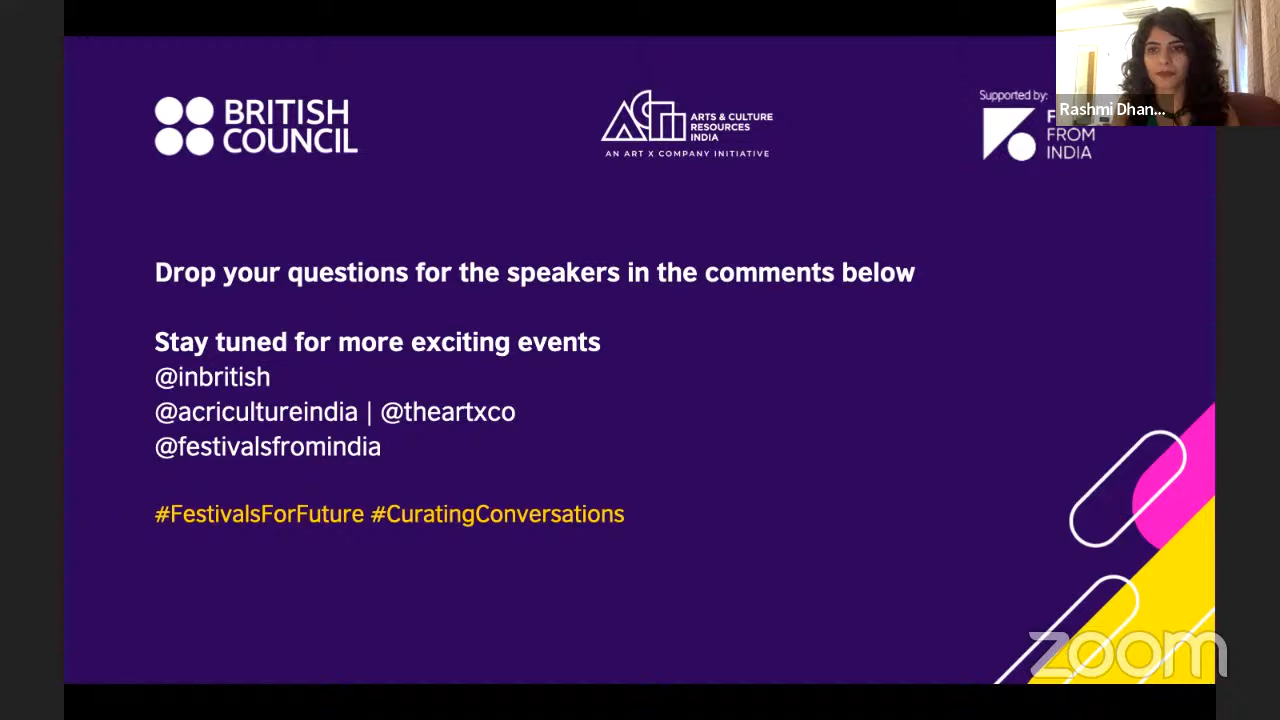 BRITISH
COUNCIL
ARTS & CULTURE
RESOURCES
INDIA
AN ART X COMPANY INITIATIVE
Supported by:
FROM
INDIA
Rashmi Dhan...
Drop your questions for the speakers in the comments below
Stay tuned for more exciting events
@inbritish
@acricultureindia | @theartxco
@festivalsfromindia
#FestivalsForFuture #CuratingConversations
zoom